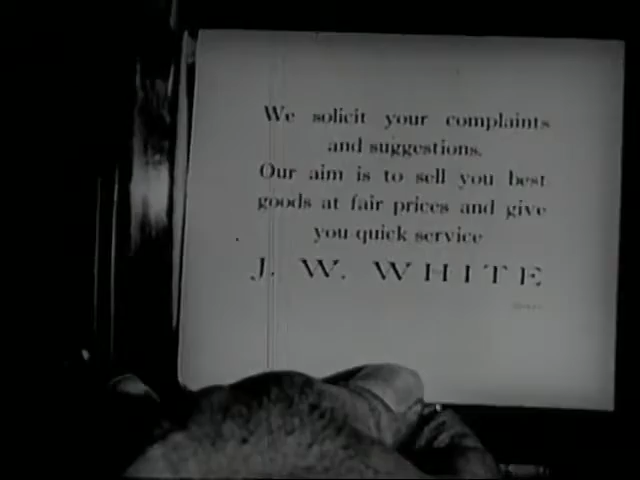 We solicit your complaints
and suggestions.
Our aim is to sell you best
goods at fair prices and give
you quick service
J. W. WHITE